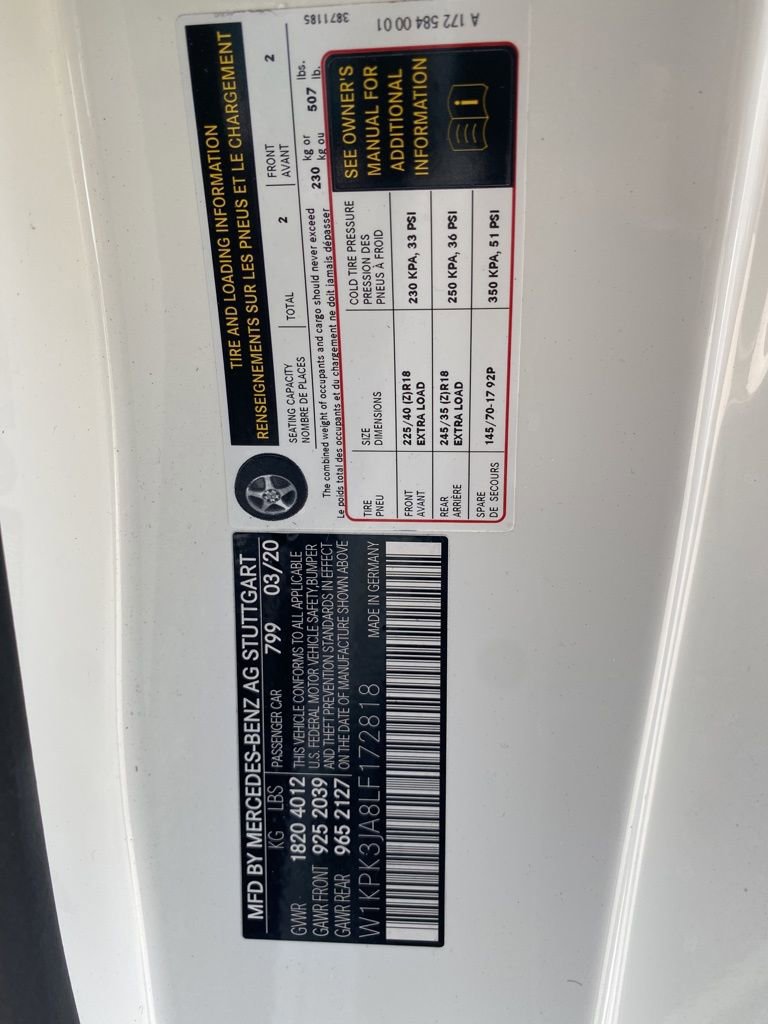 MFD BY MERCEDES-BENZ AG STUTTGART
KG LBS PASSENGER CAR 799 03/20
GVWR 1820 4012
GAWR FRONT 925 2039
GAWR REAR 965 2127
THIS VEHICLE CONFORMS TO ALL APPLICABLE
U.S. FEDERAL MOTOR VEHICLE SAFETY,BUMPER
AND THEFT PREVENTION STANDARDS IN EFFECT
ON THE DATE OF MANUFACTURE SHOWN ABOVE
W1KPK3JA8LF172818 MADE IN GERMANY
TIRE AND LOADING INFORMATION
RENSEIGNEMENTS SUR LES PNEUS ET LE CHARGEMENT
SEATING CAPACITY
NOMBRE DE PLACES
TOTAL 2
FRONT
AVANT
2
The combined weight of occupants and cargo should never exceed 230 kg or 507 lbs.
Le poids total des occupants et du chargement ne doit jamais dépasser kg ou lb.
TIRE
PNEU
SIZE
DIMENSIONS
COLD TIRE PRESSURE
PRESSION DES
PNEUS À FROID
FRONT
AVANT
225/40 (Z)R18
EXTRA LOAD
230 KPA, 33 PSI
REAR
ARRIÈRE
245/35 (Z)R18
EXTRA LOAD
250 KPA, 36 PSI
SPARE
DE SECOURS
145/70-17 92P
350 KPA, 51 PSI
SEE OWNER'S
MANUAL FOR
ADDITIONAL
INFORMATION
i
3871185
A 172 584 00 01